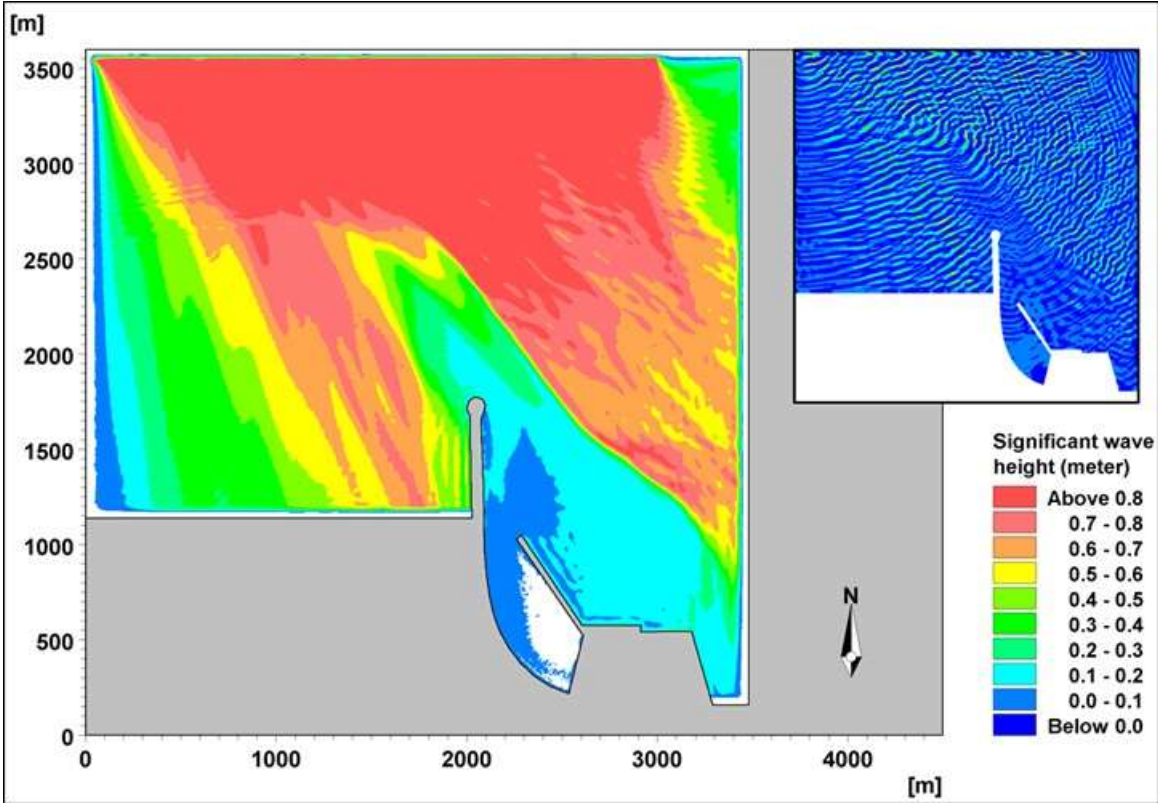 [m]
3500
3000
2500
2000
1500
1000
500
0
0
1000
2000
3000
4000
[m]
N
Significant wave
height (meter)
Above 0.8
0.7 - 0.8
0.6 - 0.7
0.5 - 0.6
0.4 - 0.5
0.3 - 0.4
0.2 - 0.3
0.1 - 0.2
0.0 - 0.1
Below 0.0